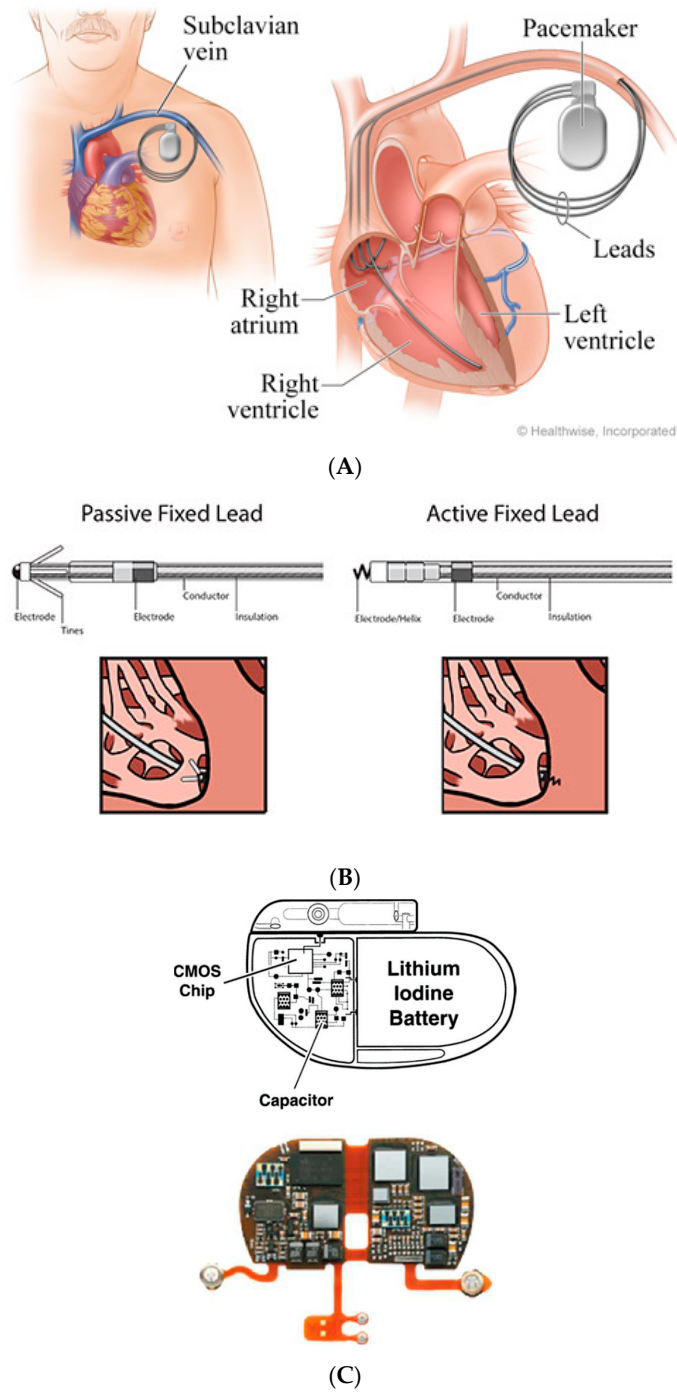 Subclavian
vein
Pacemaker
Leads
Right
atrium
Left
ventricle
Right
ventricle
© Healthwise, Incorporated
(A)
Passive Fixed Lead
Active Fixed Lead
Electrode
Tines
Electrode
Conductor
Insulation
Electrode/Helix
Electrode
Conductor
Insulation
(B)
CMOS
Chip
Lithium
Iodine
Battery
Capacitor
(C)